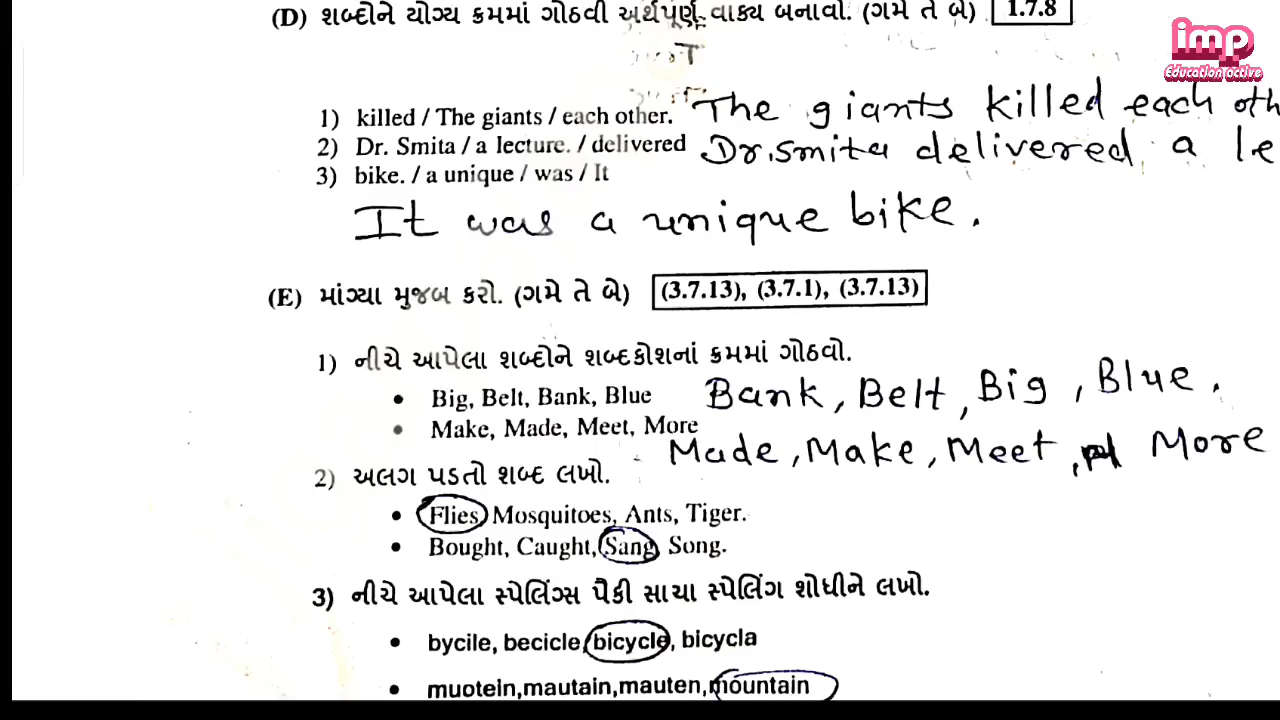 (D) શબ્દોને યોગ્ય ક્રમમાં ગોઠવી અર્થપૂર્ણ વાક્ય બનાવો. (ગમે તે બે) 1.7.8
imp
Education active
1) killed / The giants / each other. The giants killed each oth
2) Dr. Smita / a lecture. / delivered Dr. Smita delivered a le
3) bike. / a unique / was / It
It was a unique bike.
(E) માંગ્યા મુજબ કરો. (ગમે તે બે) (3.7.13), (3.7.1), (3.7.13)
1) નીચે આપેલા શબ્દોને શબ્દકોશનાં ક્રમમાં ગોઠવો.
• Big, Belt, Bank, Blue Bank, Belt, Big, Blue.
• Make, Made, Meet, More Made, Make, Meet, More
2) અલગ પડતો શબ્દ લખો.
• Flies, Mosquitoes, Ants, Tiger.
• Bought, Caught, Sang, Song.
3) નીચે આપેલા સ્પેલિંગ્સ પૈકી સાચા સ્પેલિંગ શોધીને લખો.
• bycile, becicle, bicycle, bicycla
• muotein,mautain,mauten,mountain